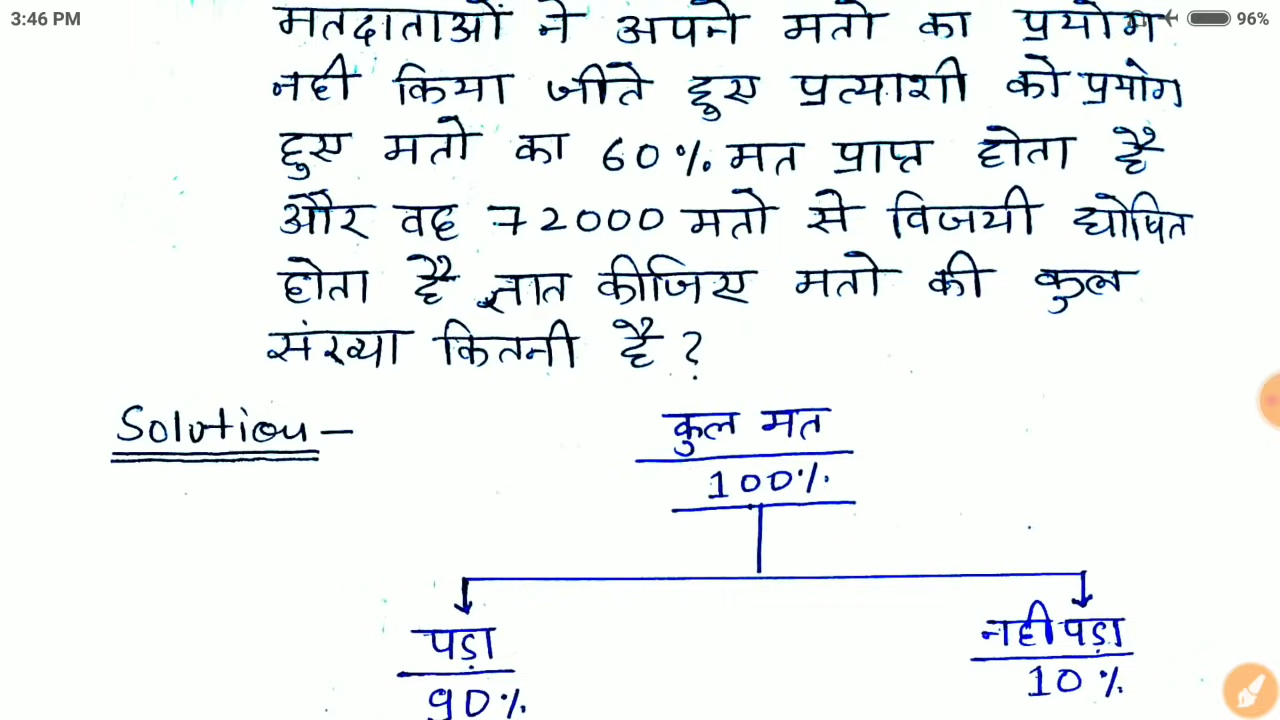 3:46 PM 96%
मतदाताओं ने अपने मतो का प्रयोग
नही किया जीते हुए प्रत्याशी को प्रयोग
हुए मतो का 60% मत प्राप्त होता है
और वह 72000 मतो से विजयी घोषित
होता है ज्ञात कीजिए मतो की कुल
संख्या कितनी है?
Solution -
कुल मत
100%
पड़ा नही पड़ा
90% 10%